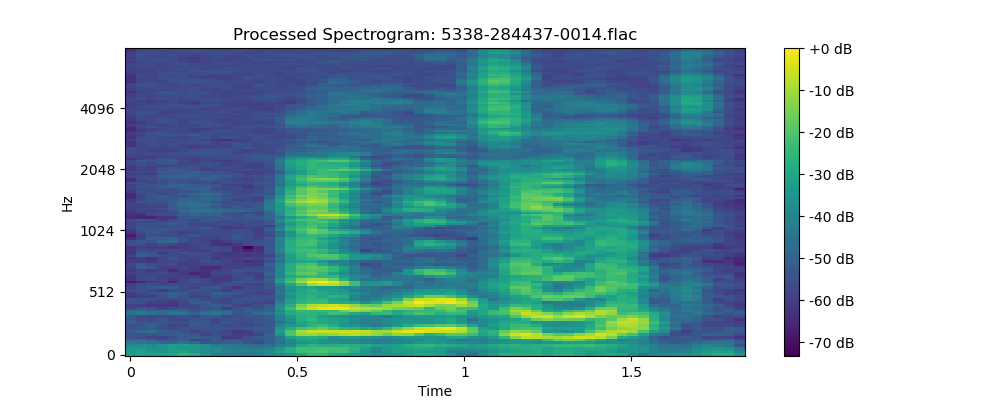 Processed Spectrogram: 5338-284437-0014.flac
Hz
4096
2048
1024
512
0
0
0.5
1
1.5
Time
+0 dB
-10 dB
-20 dB
-30 dB
-40 dB
-50 dB
-60 dB
-70 dB